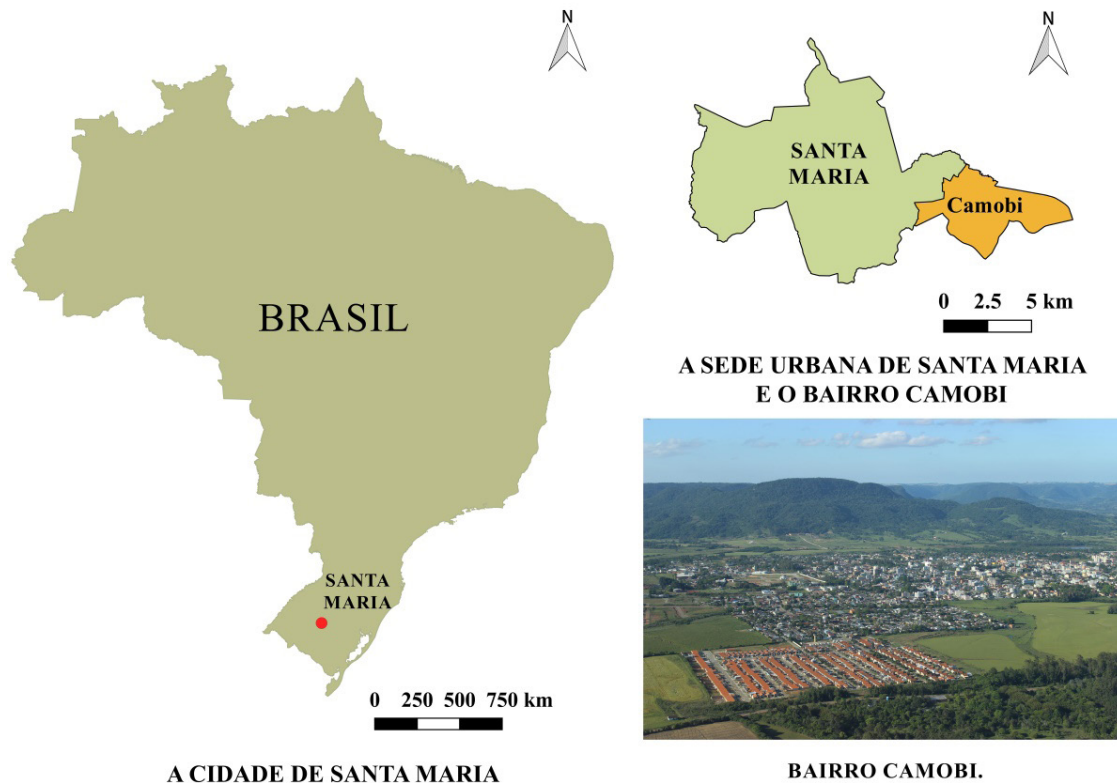 N
BRASIL
SANTA
MARIA
0 250 500 750 km
A CIDADE DE SANTA MARIA
N
SANTA
MARIA
Camobi
0 2.5 5 km
A SEDE URBANA DE SANTA MARIA
E O BAIRRO CAMOBI
BAIRRO CAMOBI.